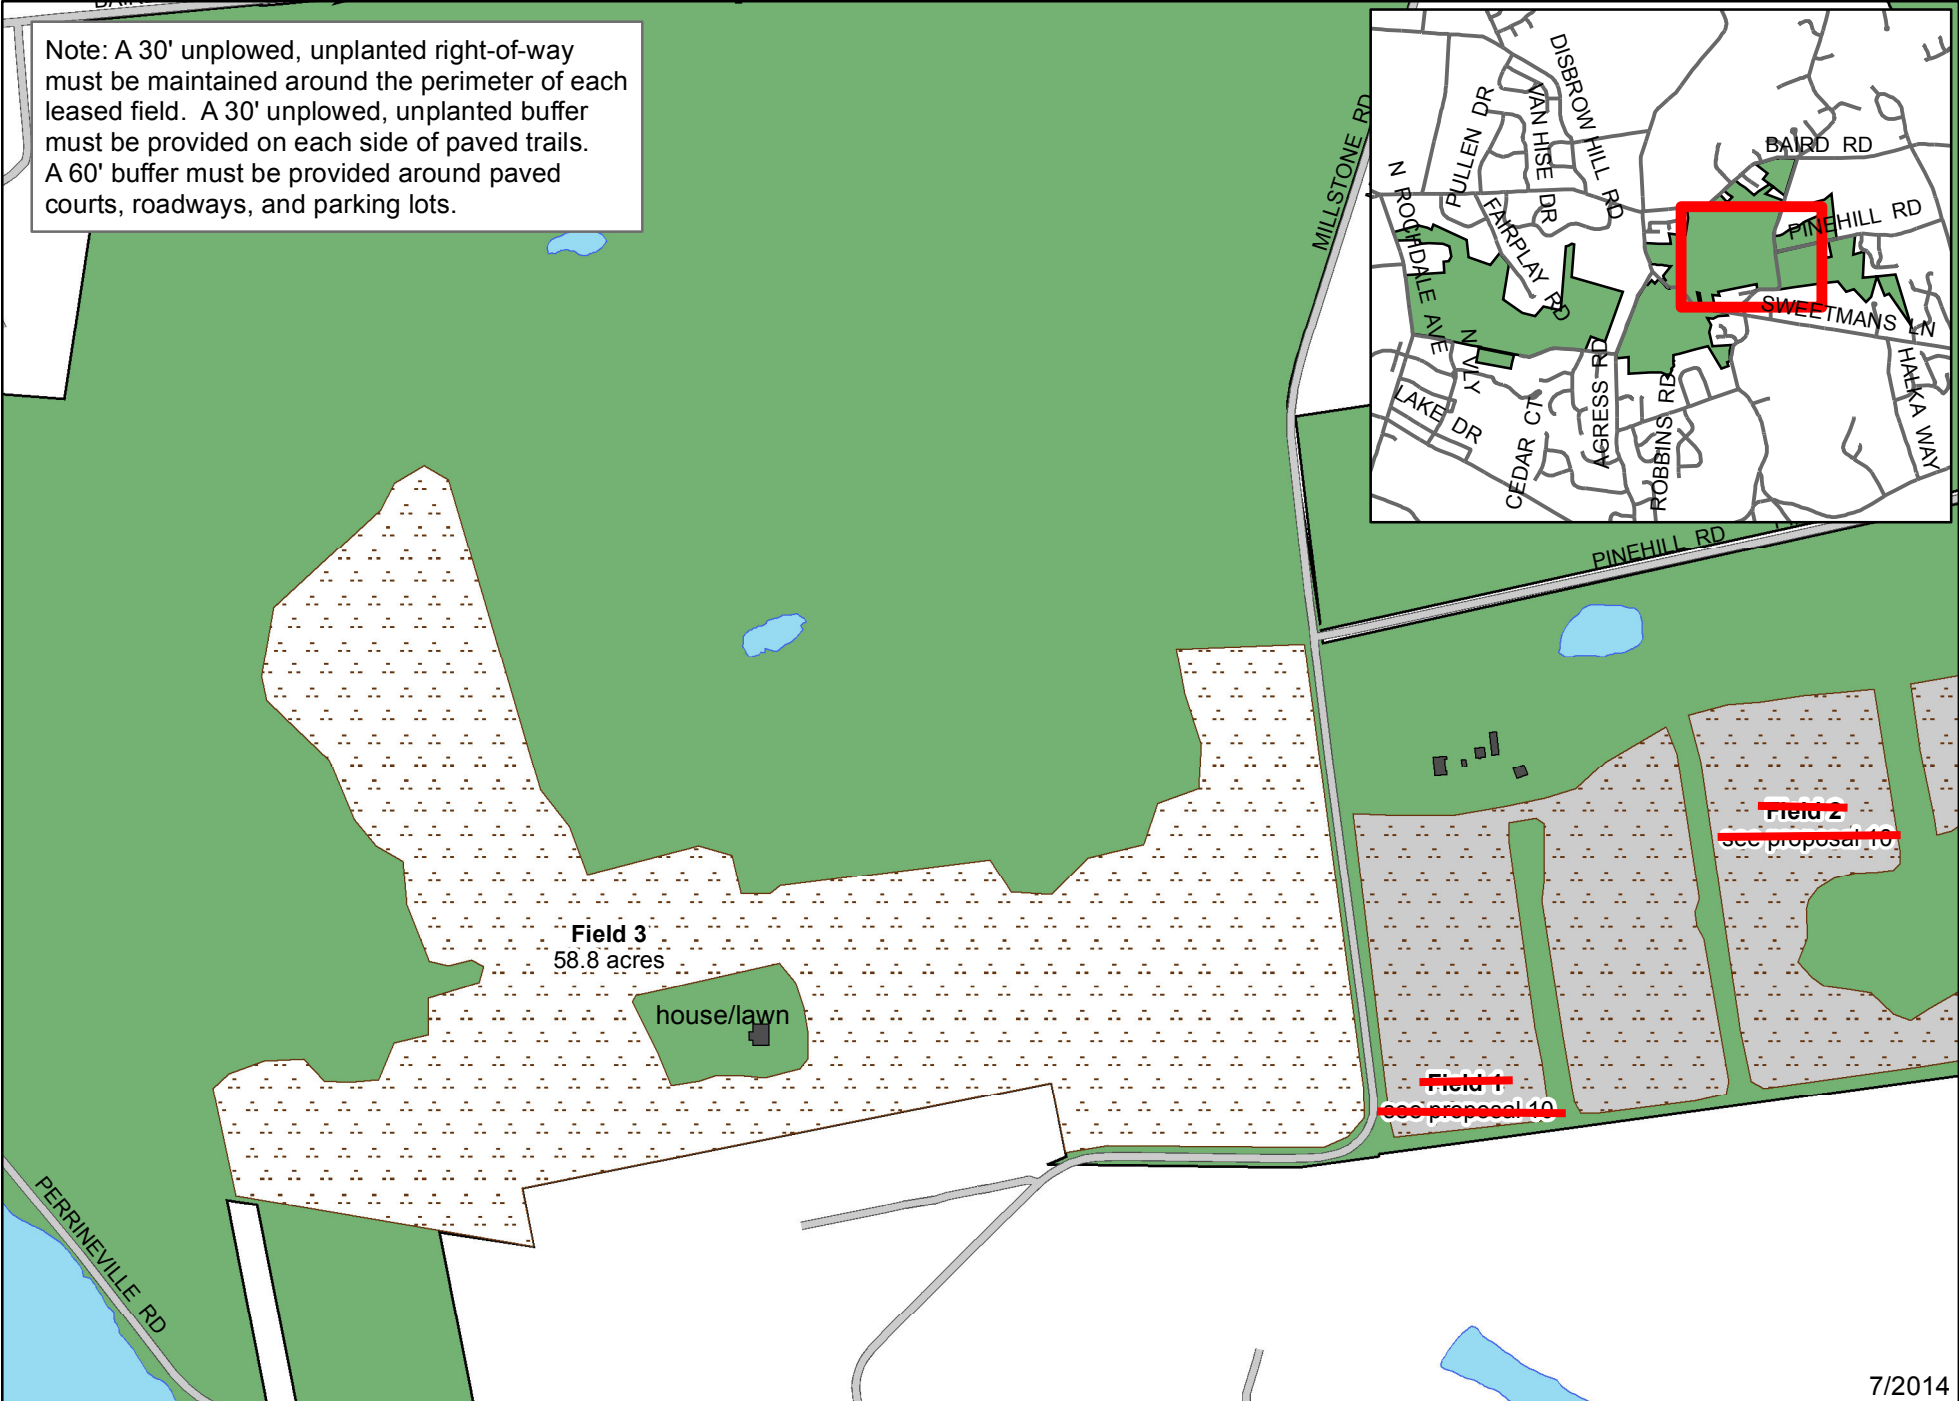 Note: A 30' unplowed, unplanted right-of-way
must be maintained around the perimeter of each
leased field.  A 30' unplowed, unplanted buffer
must be provided on each side of paved trails.
A 60' buffer must be provided around paved
courts, roadways, and parking lots.
MILLSTONE RD
DISBROW HILL RD
VAN HISE DR
PULLEN DR
BAIRD RD
N ROCHDALE AVE
FAIRPLAY RD
PINEHILL RD
SWEETMANS LN
N VLY
HALKA WAY
LAKE DR
CEDAR CT
AGRESS RD
ROBBINS RD
PINEHILL RD
Field 2
see proposal 10
Field 3
58.8 acres
house/lawn
Field 1
see proposal 10
PERRINEVILLE RD
7/2014